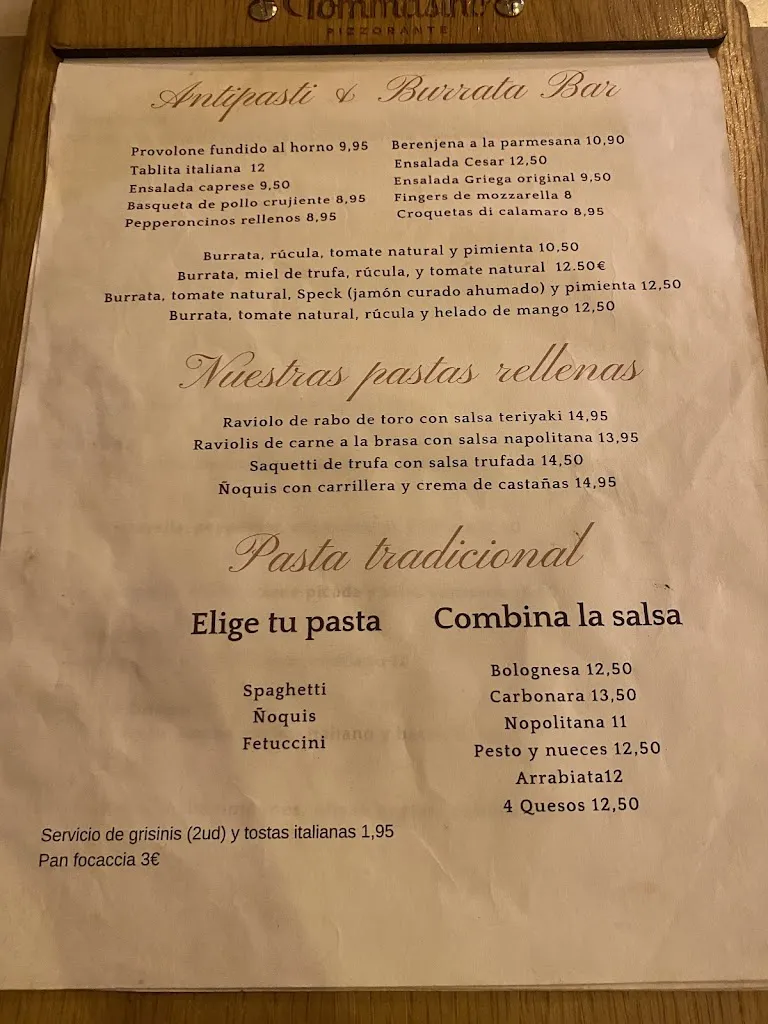 Tommasino
PIZZORANTE
Antipasti & Burrata Bar
Provolone fundido al horno 9,95
Tablita italiana 12
Ensalada caprese 9,50
Basqueta de pollo crujiente 8,95
Pepperoncinos rellenos 8,95
Berenjena a la parmesana 10,90
Ensalada Cesar 12,50
Ensalada Griega original 9,50
Fingers de mozzarella 8
Croquetas di calamaro 8,95
Burrata, rúcula, tomate natural y pimienta 10,50
Burrata, miel de trufa, rúcula, y tomate natural 12.50€
Burrata, tomate natural, Speck (jamón curado ahumado) y pimienta 12,50
Burrata, tomate natural, rúcula y helado de mango 12,50
Nuestras pastas rellenas
Raviolo de rabo de toro con salsa teriyaki 14,95
Raviolis de carne a la brasa con salsa napolitana 13,95
Saquetti de trufa con salsa trufada 14,50
Ñoquis con carrillera y crema de castañas 14,95
Pasta tradicional
Elige tu pasta
Spaghetti
Ñoquis
Fetuccini
Combina la salsa
Bolognesa 12,50
Carbonara 13,50
Nopolitana 11
Pesto y nueces 12,50
Arrabiata12
4 Quesos 12,50
Servicio de grisinis (2ud) y tostas italianas 1,95
Pan focaccia 3€